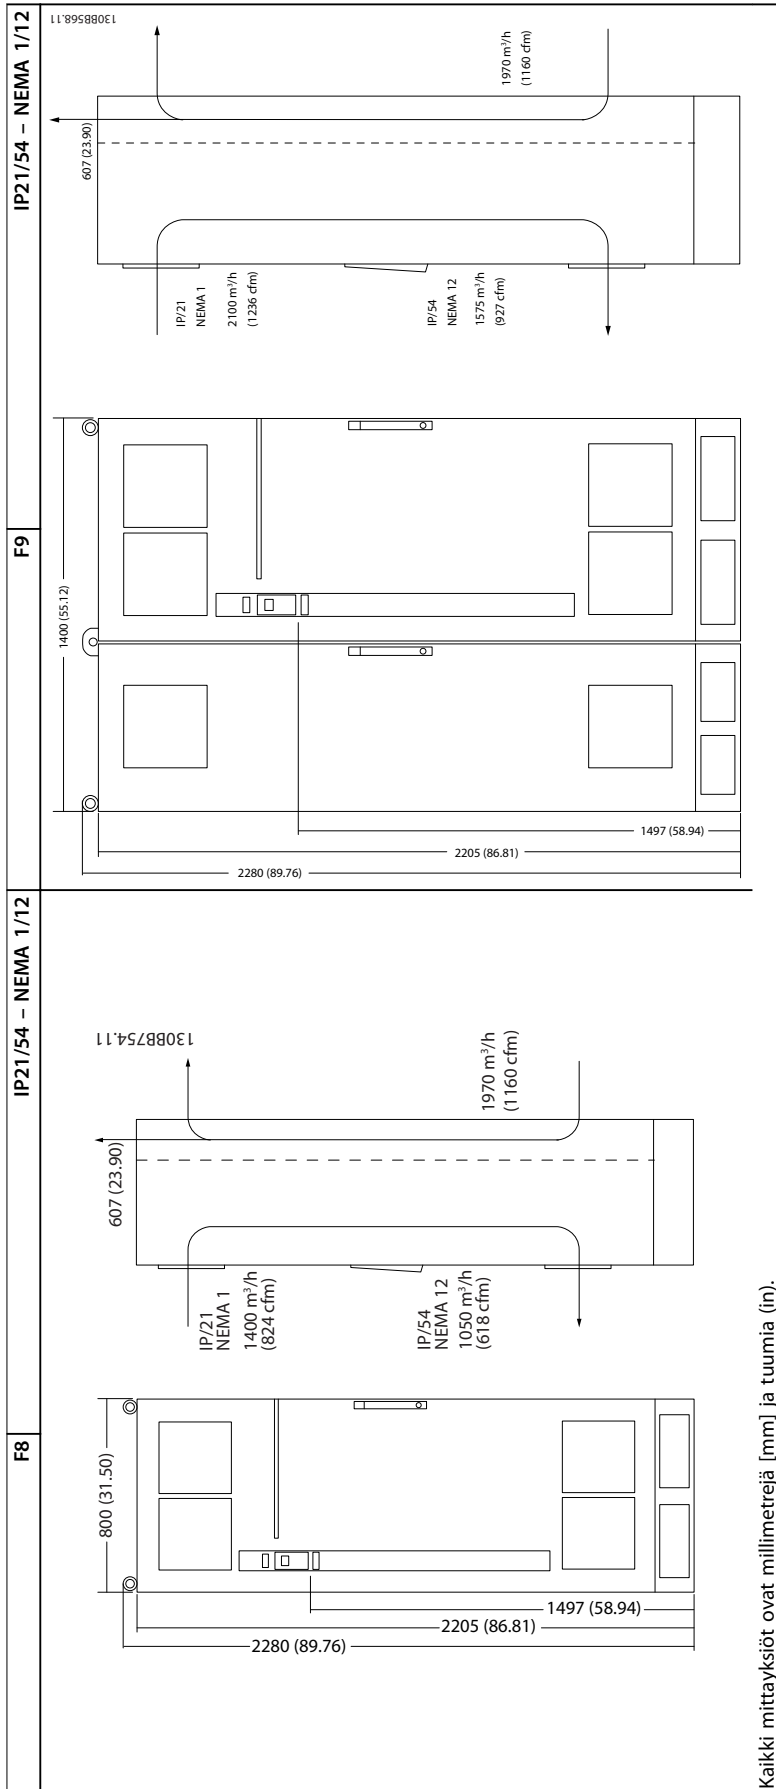 F8
IP21/54 – NEMA 1/12
F9
IP21/54 – NEMA 1/12
800 (31.50)
2280 (89.76)
2205 (86.81)
1497 (58.94)
IP/21
NEMA 1
1400 m³/h
(824 cfm)
IP/54
NEMA 12
1050 m³/h
(618 cfm)
607 (23.90)
1970 m³/h
(1160 cfm)
130BB754.11
1400 (55.12)
2280 (89.76)
2205 (86.81)
1497 (58.94)
IP/21
NEMA 1
2100 m³/h
(1236 cfm)
IP/54
NEMA 12
1575 m³/h
(927 cfm)
607 (23.90)
1970 m³/h
(1160 cfm)
130BB568.11
Kaikki mittayksiöt ovat millimetrejä [mm] ja tuumia (in).